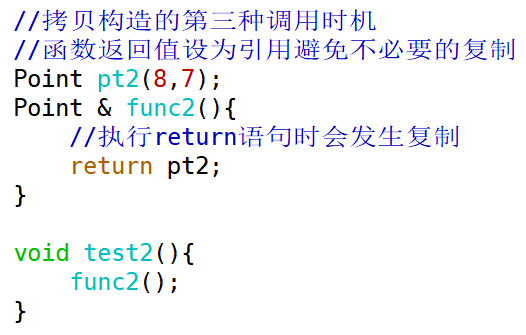 //拷贝构造的第三种调用时机
//函数返回值设为引用避免不必要的复制
Point pt2(8,7);
Point & func2(){
    //执行return语句时会发生复制
    return pt2;
}

void test2(){
    func2();
}